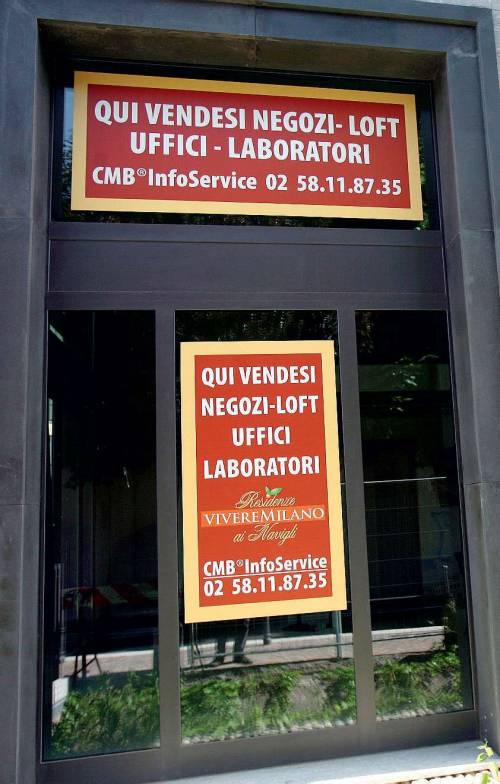 QUI VENDESI NEGOZI- LOFT
UFFICI - LABORATORI
CMB®InfoService 02 58.11.87.35
QUI VENDESI
NEGOZI-LOFT
UFFICI
LABORATORI
Residenze
VIVEREMILANO
ai Navigli
CMB®InfoService
02 58.11.87.35